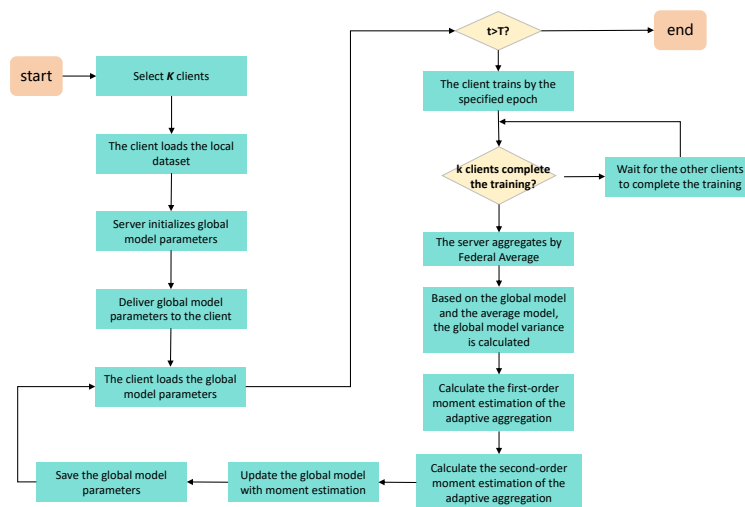 start
Select K clients
The client loads the local
dataset
Server initializes global
model parameters
Deliver global model
parameters to the client
The client loads the global
model parameters
t>T?
end
The client trains by the
specified epoch
k clients complete
the training?
Wait for the other clients
to complete the training
The server aggregates by
Federal Average
Based on the global model
and the average model,
the global model variance
is calculated
Calculate the first-order
moment estimation of the
adaptive aggregation
Calculate the second-order
moment estimation of the
adaptive aggregation
Update the global model
with moment estimation
Save the global model
parameters